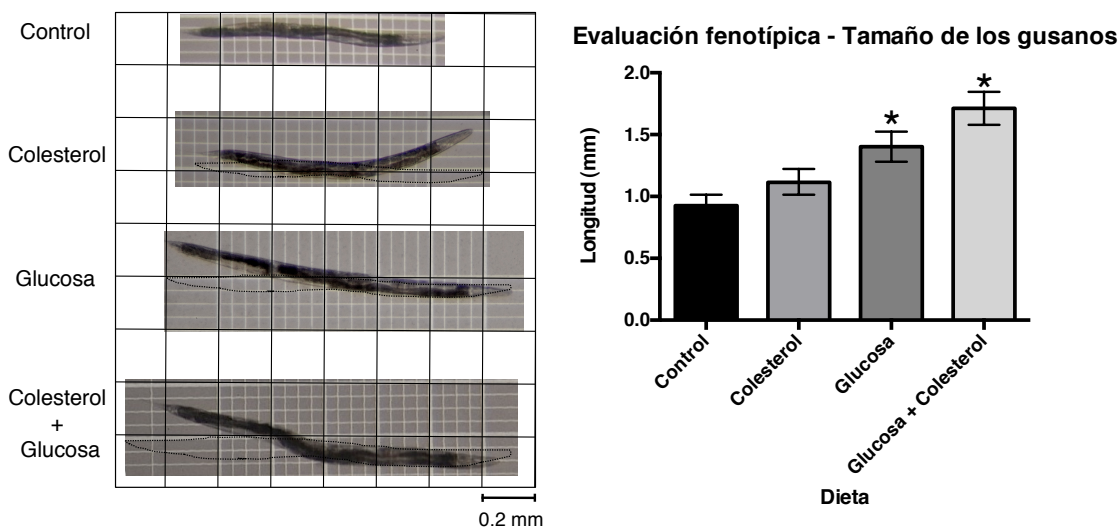 Control
Colesterol
Glucosa
Colesterol
+
Glucosa
0.2 mm
Evaluación fenotípica - Tamaño de los gusanos
2.0
1.5
1.0
0.5
0.0
Longitud (mm)
*
*
Control
Colesterol
Glucosa
Glucosa + Colesterol
Dieta